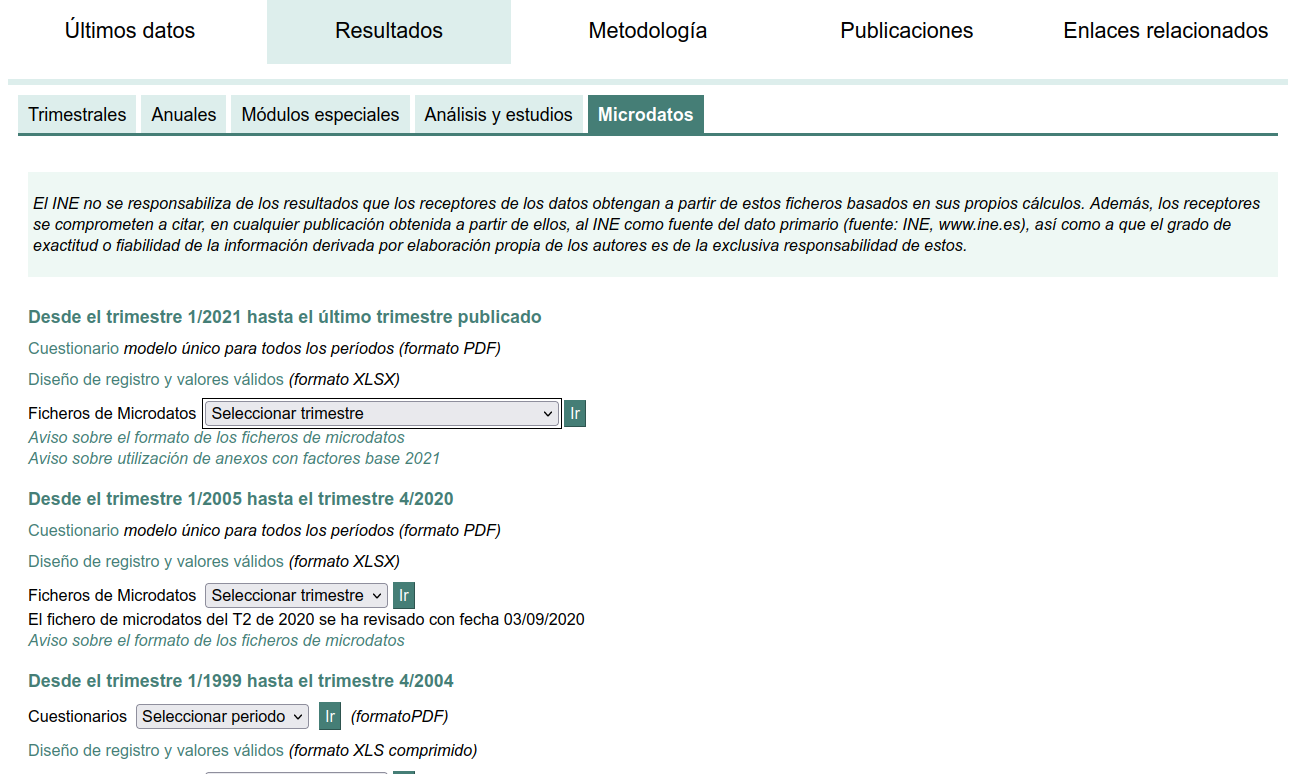 Últimos datos Resultados Metodología Publicaciones Enlaces relacionados
Trimestrales Anuales Módulos especiales Análisis y estudios Microdatos
El INE no se responsabiliza de los resultados que los receptores de los datos obtengan a partir de estos ficheros basados en sus propios cálculos. Además, los receptores
se comprometen a citar, en cualquier publicación obtenida a partir de ellos, al INE como fuente del dato primario (fuente: INE, www.ine.es), así como a que el grado de
exactitud o fiabilidad de la información derivada por elaboración propia de los autores es de la exclusiva responsabilidad de estos.
Desde el trimestre 1/2021 hasta el último trimestre publicado
Cuestionario modelo único para todos los períodos (formato PDF)
Diseño de registro y valores válidos (formato XLSX)
Ficheros de Microdatos Seleccionar trimestre Ir
Aviso sobre el formato de los ficheros de microdatos
Aviso sobre utilización de anexos con factores base 2021
Desde el trimestre 1/2005 hasta el trimestre 4/2020
Cuestionario modelo único para todos los períodos (formato PDF)
Diseño de registro y valores válidos (formato XLSX)
Ficheros de Microdatos Seleccionar trimestre Ir
El fichero de microdatos del T2 de 2020 se ha revisado con fecha 03/09/2020
Aviso sobre el formato de los ficheros de microdatos
Desde el trimestre 1/1999 hasta el trimestre 4/2004
Cuestionarios Seleccionar periodo Ir (formatoPDF)
Diseño de registro y valores válidos (formato XLS comprimido)